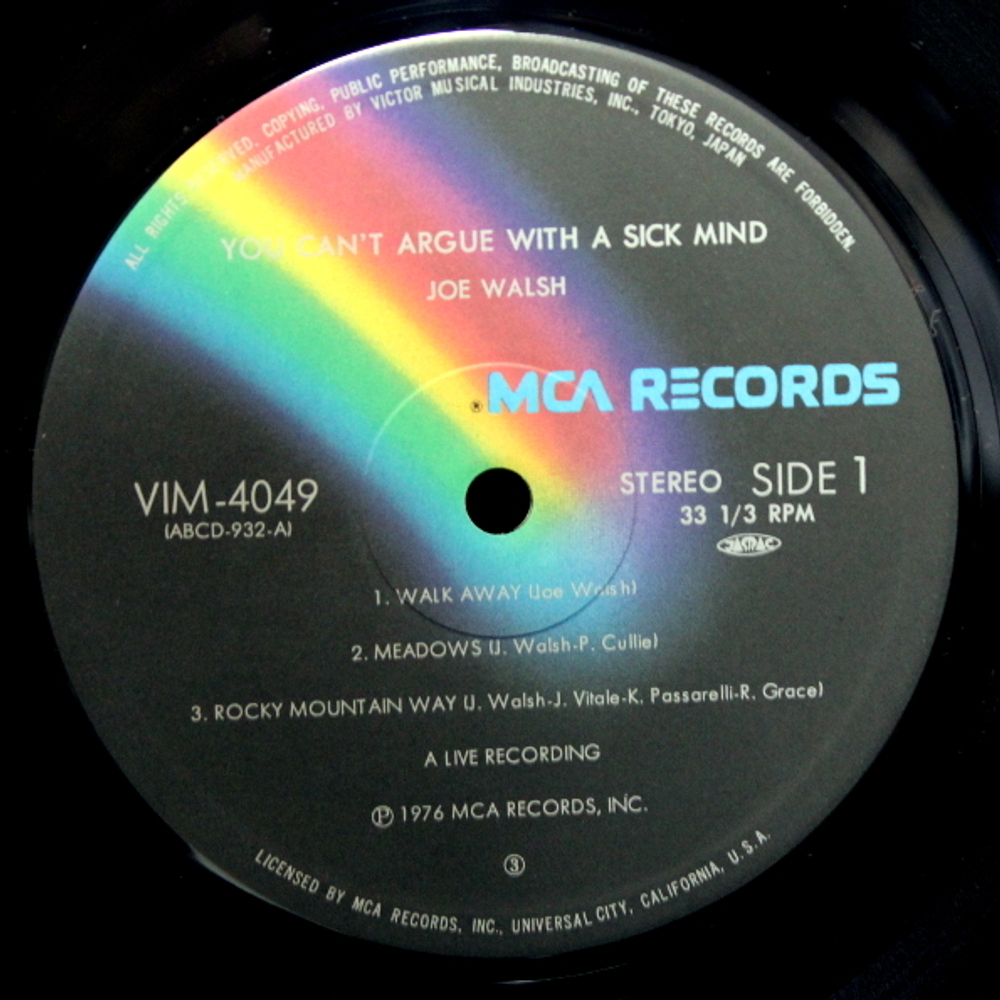 ALL RIGHTS RESERVED. COPYING, PUBLIC PERFORMANCE, BROADCASTING OF THESE RECORDS ARE FORBIDDEN.
MANUFACTURED BY VICTOR MUSICAL INDUSTRIES, INC., TOKYO, JAPAN
YOU CAN'T ARGUE WITH A SICK MIND
JOE WALSH
® MCA RECORDS
VIM-4049
(ABCD-932-A)
STEREO SIDE 1
33 1/3 RPM
JASRAC
1. WALK AWAY (Joe Walsh)
2. MEADOWS (J. Walsh-P. Cullie)
3. ROCKY MOUNTAIN WAY (J. Walsh-J. Vitale-K. Passarelli-R. Grace)
A LIVE RECORDING
℗ 1976 MCA RECORDS, INC.
③
LICENSED BY MCA RECORDS, INC., UNIVERSAL CITY, CALIFORNIA, U.S.A.